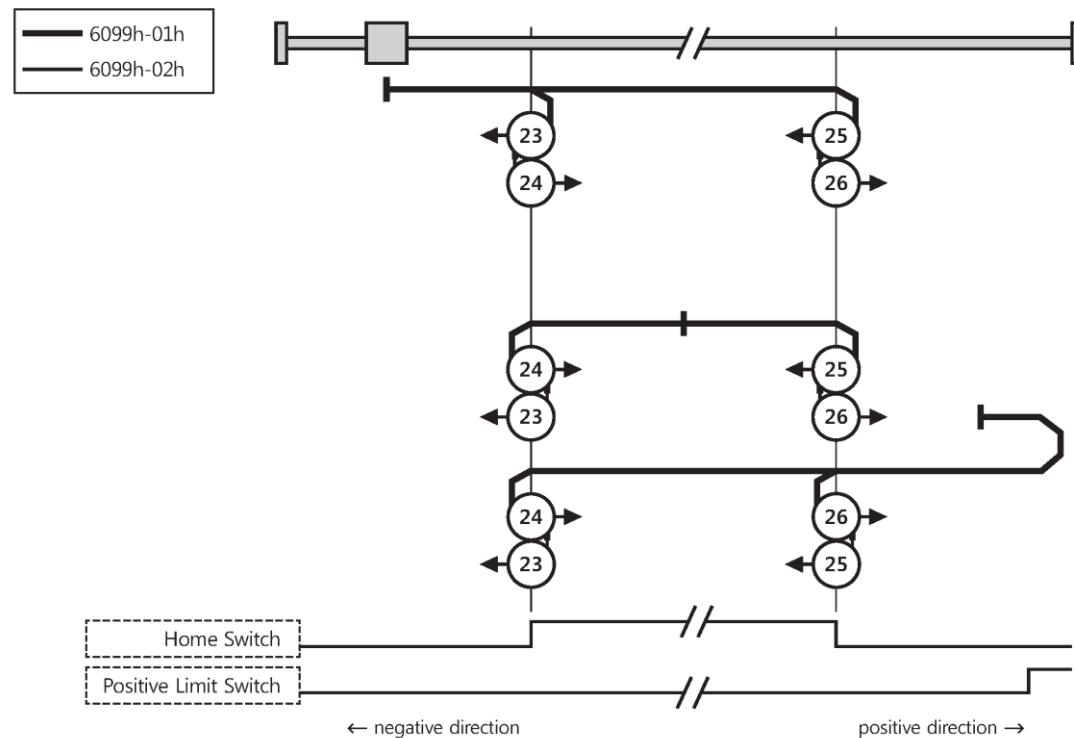 6099h-01h
6099h-02h
23 25
24 26
24 25
23 26
24 26
23 25
Home Switch
Positive Limit Switch
← negative direction positive direction →